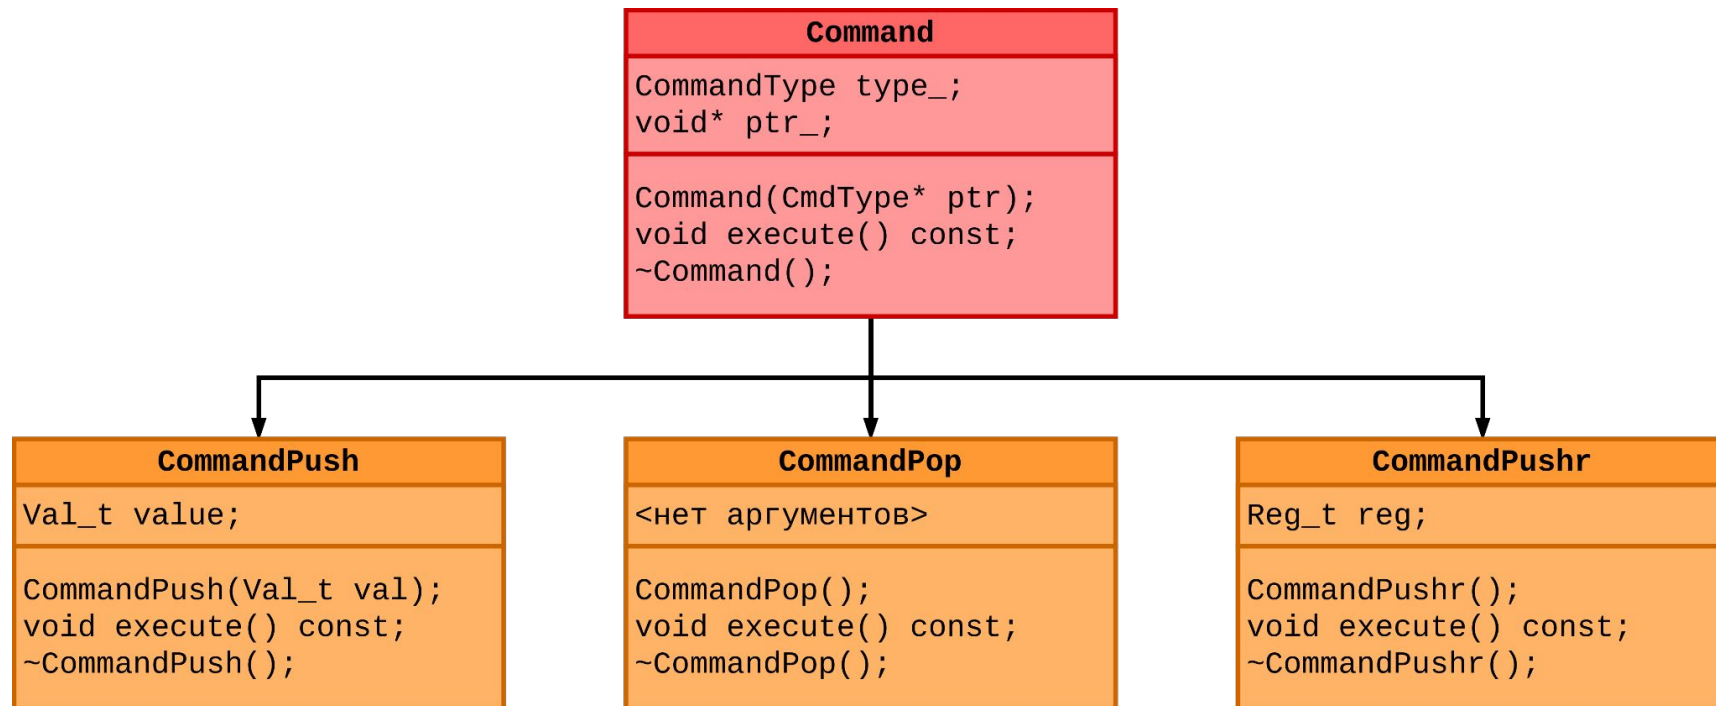 Command
CommandType type_;
void* ptr_;
Command(CmdType* ptr);
void execute() const;
~Command();
CommandPush
Val_t value;
CommandPush(Val_t val);
void execute() const;
~CommandPush();
CommandPop
<нет аргументов>
CommandPop();
void execute() const;
~CommandPop();
CommandPushr
Reg_t reg;
CommandPushr();
void execute() const;
~CommandPushr();